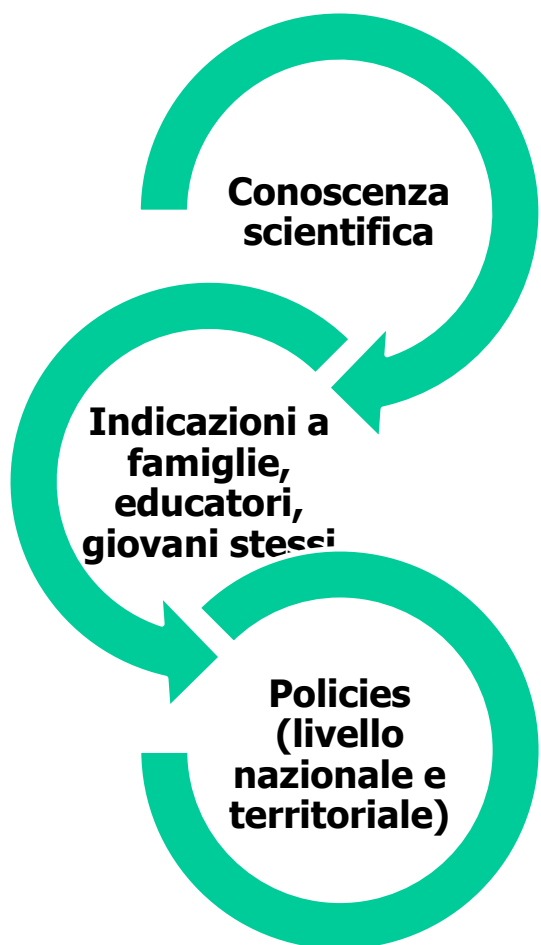 Conoscenza
scientifica
Indicazioni a
famiglie,
educatori,
giovani stessi
Policies
(livello
nazionale e
territoriale)